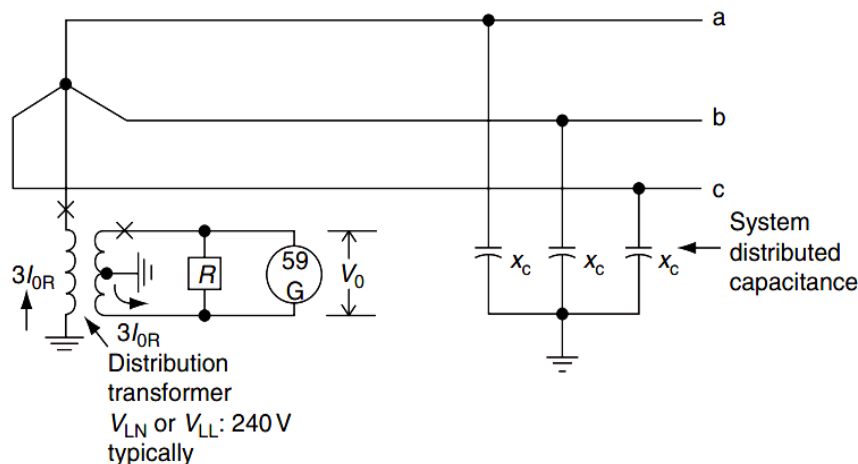 a
b
c
System
distributed
capacitance
x_c
x_c
x_c
3I_0R
R
59
G
V_0
3I_0R
Distribution
transformer
V_LN or V_LL: 240 V
typically